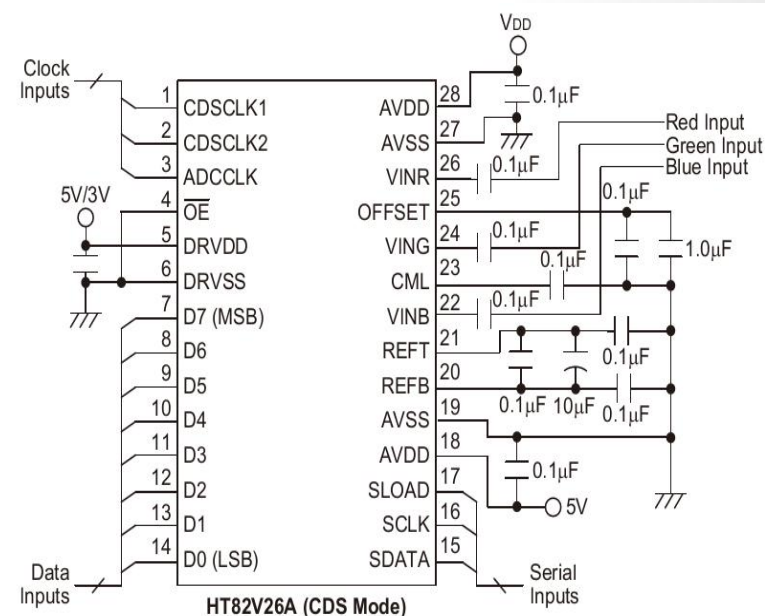 VDD
Clock
Inputs
1 CDSCLK1
2 CDSCLK2
3 ADCCLK
5V/3V
4 OE
5 DRVDD
6 DRVSS
7 D7 (MSB)
8 D6
9 D5
10 D4
11 D3
12 D2
13 D1
14 D0 (LSB)
Data
Inputs
AVDD 28
0.1μF
AVSS 27
VINR 26
0.1μF
Red Input
Green Input
Blue Input
OFFSET 25
0.1μF
1.0μF
VING 24
0.1μF
CML 23
0.1μF
VINB 22
0.1μF
REFT 21
0.1μF
REFB 20
0.1μF 10μF 0.1μF
AVSS 19
AVDD 18
0.1μF
5V
SLOAD 17
SCLK 16
SDATA 15
Serial
Inputs
HT82V26A (CDS Mode)